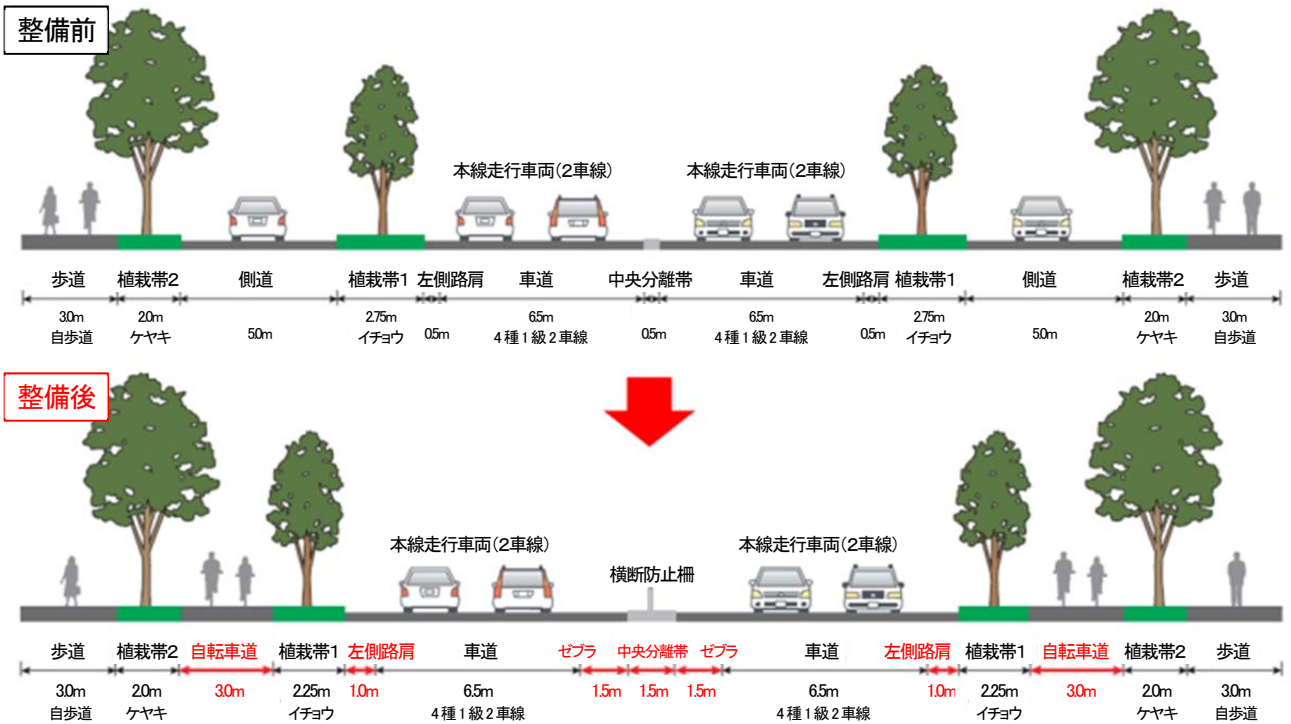 整備前
本線走行車両(2車線) 本線走行車両(2車線)
歩道 植栽帯2 側道 植栽帯1 左側路肩 車道 中央分離帯 車道 左側路肩 植栽帯1 側道 植栽帯2 歩道
3.0m 2.0m 5.0m 2.75m 0.5m 6.5m 0.5m 6.5m 0.5m 2.75m 5.0m 2.0m 3.0m
自歩道 ケヤキ イチョウ 4種1級2車線 4種1級2車線 イチョウ ケヤキ 自歩道
整備後
本線走行車両(2車線) 横断防止柵 本線走行車両(2車線)
歩道 植栽帯2 自転車道 植栽帯1 左側路肩 車道 ゼブラ 中央分離帯 ゼブラ 車道 左側路肩 植栽帯1 自転車道 植栽帯2 歩道
3.0m 2.0m 3.0m 2.25m 1.0m 6.5m 1.5m 1.5m 1.5m 6.5m 1.0m 2.25m 3.0m 2.0m 3.0m
自歩道 ケヤキ イチョウ 4種1級2車線 4種1級2車線 イチョウ ケヤキ 自歩道